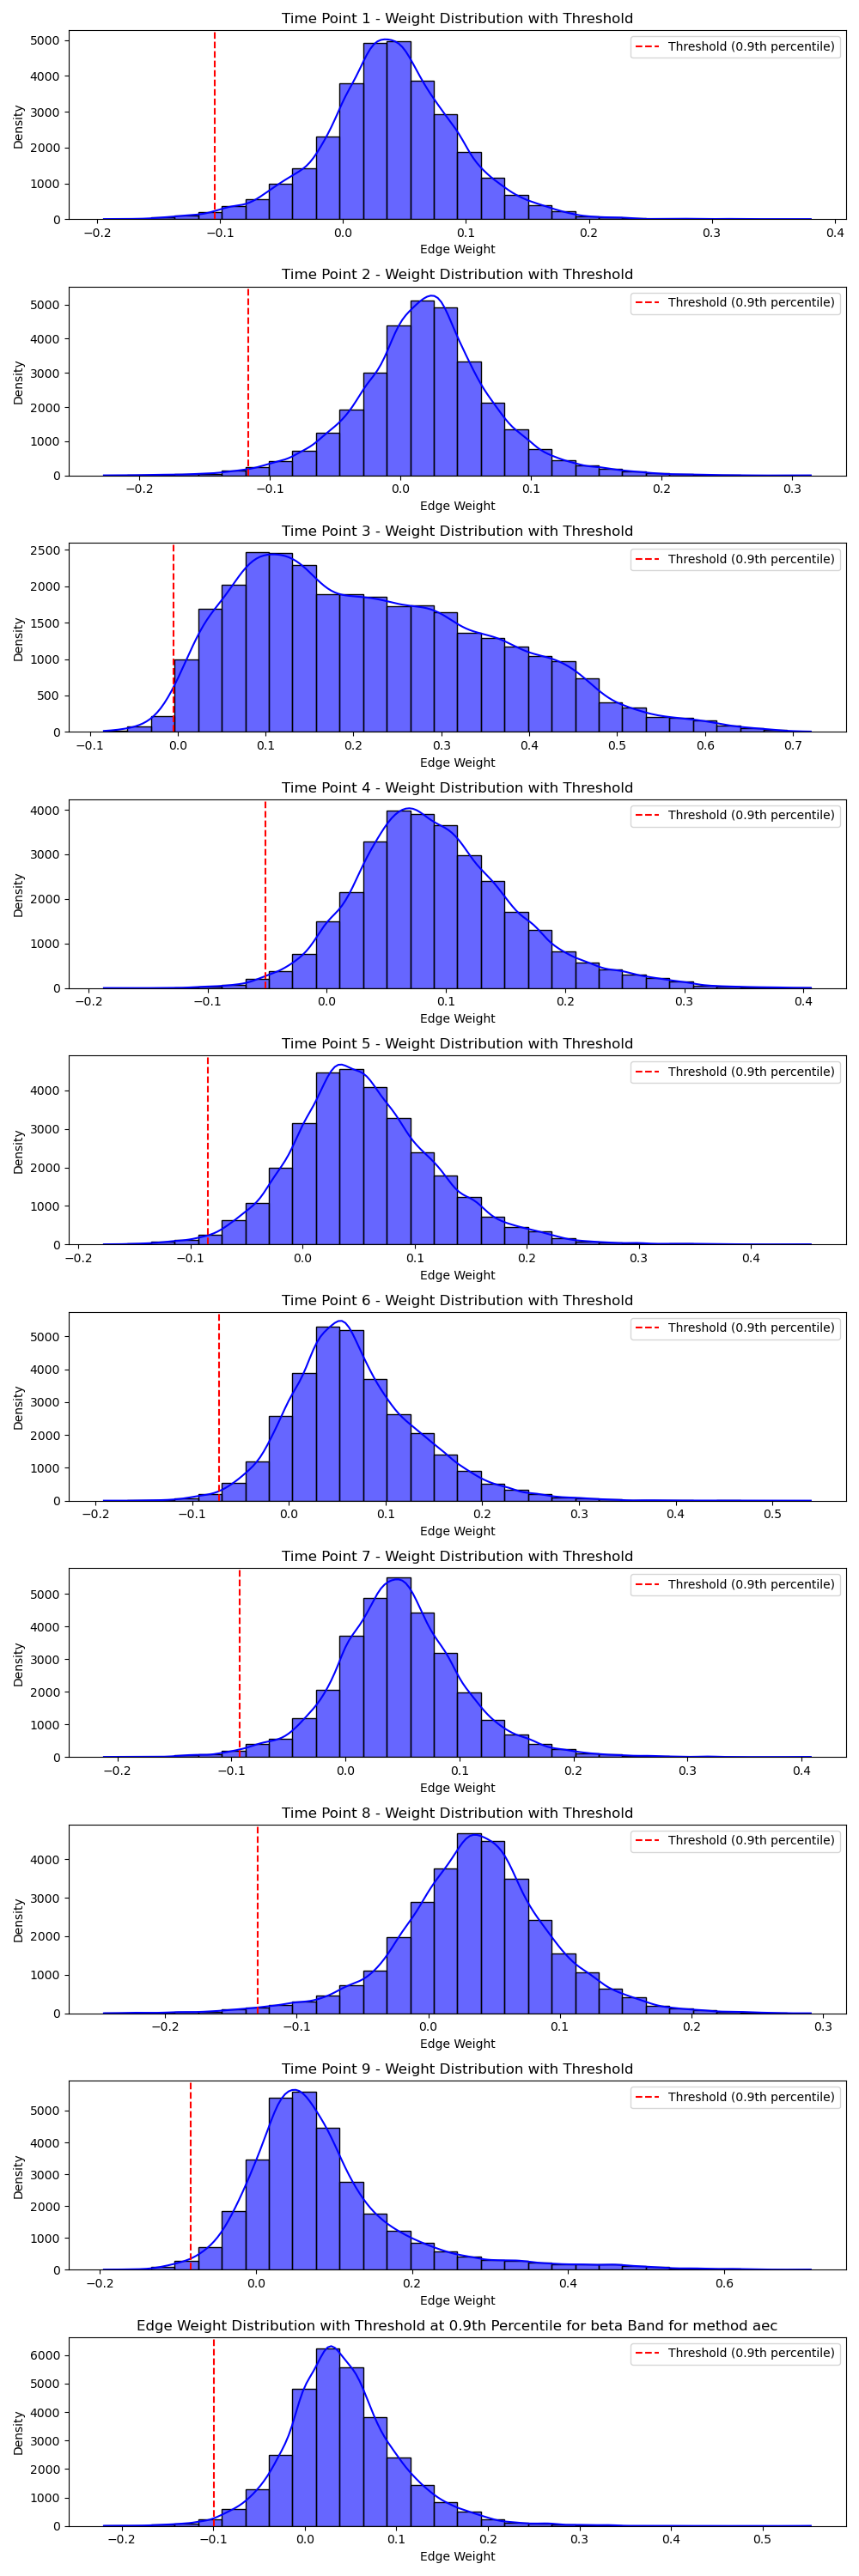 Time Point 1 - Weight Distribution with Threshold
Threshold (0.9th percentile)
Density
5000
4000
3000
2000
1000
0
−0.2 −0.1 0.0 0.1 0.2 0.3 0.4
Edge Weight
Time Point 2 - Weight Distribution with Threshold
Threshold (0.9th percentile)
Density
5000
4000
3000
2000
1000
0
−0.2 −0.1 0.0 0.1 0.2 0.3
Edge Weight
Time Point 3 - Weight Distribution with Threshold
Threshold (0.9th percentile)
Density
2500
2000
1500
1000
500
0
−0.1 0.0 0.1 0.2 0.3 0.4 0.5 0.6 0.7
Edge Weight
Time Point 4 - Weight Distribution with Threshold
Threshold (0.9th percentile)
Density
4000
3000
2000
1000
0
−0.2 −0.1 0.0 0.1 0.2 0.3 0.4
Edge Weight
Time Point 5 - Weight Distribution with Threshold
Threshold (0.9th percentile)
Density
4000
3000
2000
1000
0
−0.2 −0.1 0.0 0.1 0.2 0.3 0.4
Edge Weight
Time Point 6 - Weight Distribution with Threshold
Threshold (0.9th percentile)
Density
5000
4000
3000
2000
1000
0
−0.2 −0.1 0.0 0.1 0.2 0.3 0.4 0.5
Edge Weight
Time Point 7 - Weight Distribution with Threshold
Threshold (0.9th percentile)
Density
5000
4000
3000
2000
1000
0
−0.2 −0.1 0.0 0.1 0.2 0.3 0.4
Edge Weight
Time Point 8 - Weight Distribution with Threshold
Threshold (0.9th percentile)
Density
4000
3000
2000
1000
0
−0.2 −0.1 0.0 0.1 0.2 0.3
Edge Weight
Time Point 9 - Weight Distribution with Threshold
Threshold (0.9th percentile)
Density
5000
4000
3000
2000
1000
0
−0.2 0.0 0.2 0.4 0.6
Edge Weight
Edge Weight Distribution with Threshold at 0.9th Percentile for beta Band for method aec
Threshold (0.9th percentile)
Density
6000
5000
4000
3000
2000
1000
0
−0.2 −0.1 0.0 0.1 0.2 0.3 0.4 0.5
Edge Weight